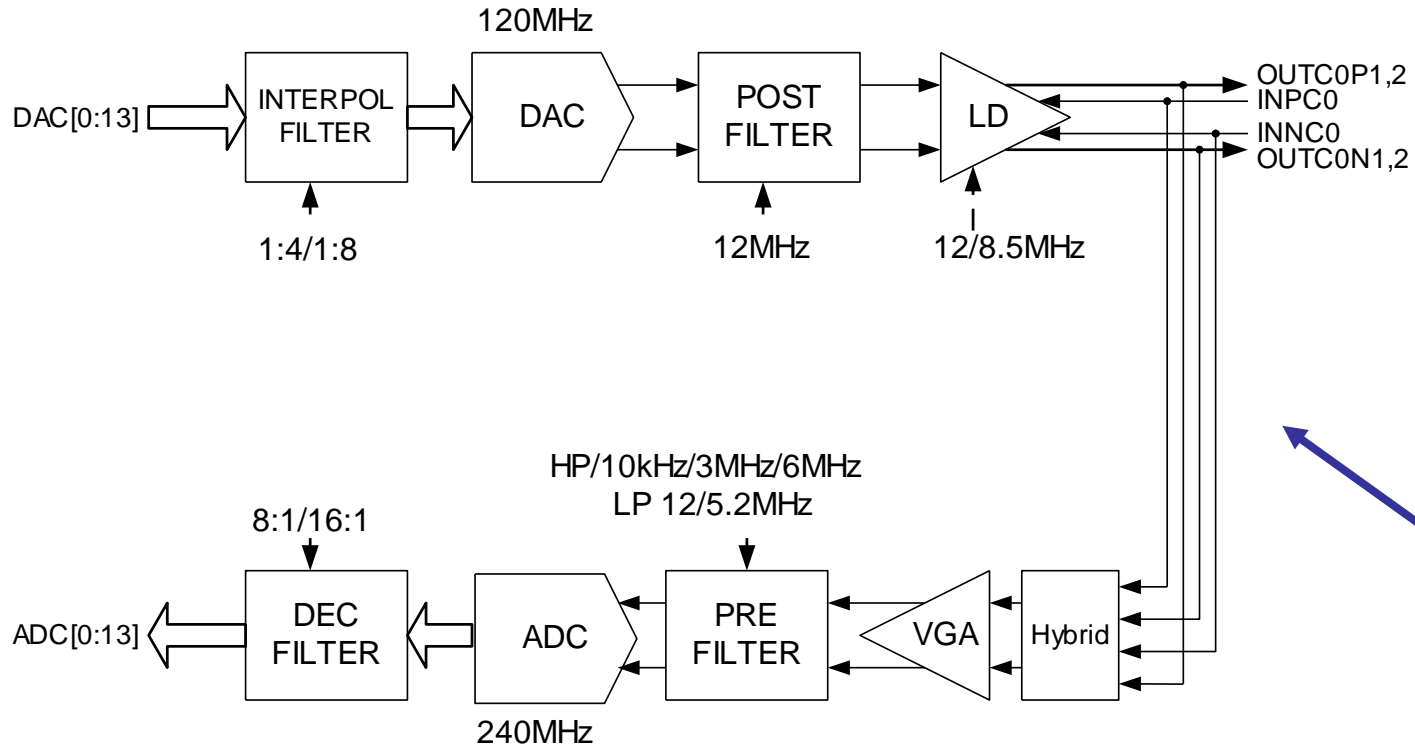 120MHz
DAC[0:13]
INTERPOL
FILTER
DAC
POST
FILTER
LD
OUTC0P1,2
INPC0
INNC0
OUTC0N1,2
1:4/1:8
12MHz
12/8.5MHz
HP/10kHz/3MHz/6MHz
LP 12/5.2MHz
8:1/16:1
ADC[0:13]
DEC
FILTER
ADC
PRE
FILTER
VGA
Hybrid
240MHz